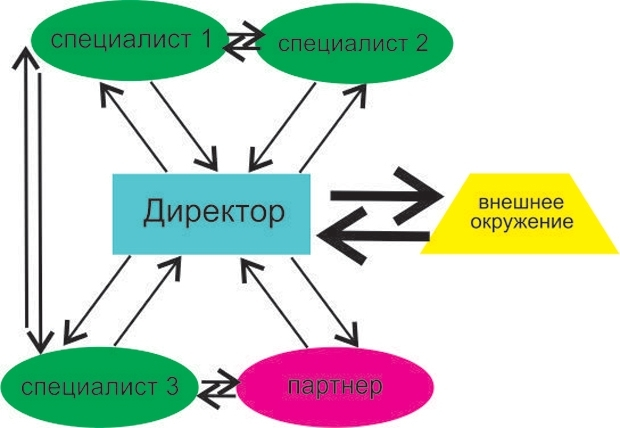 специалист 1
специалист 2
Директор
внешнее
окружение
специалист 3
партнер